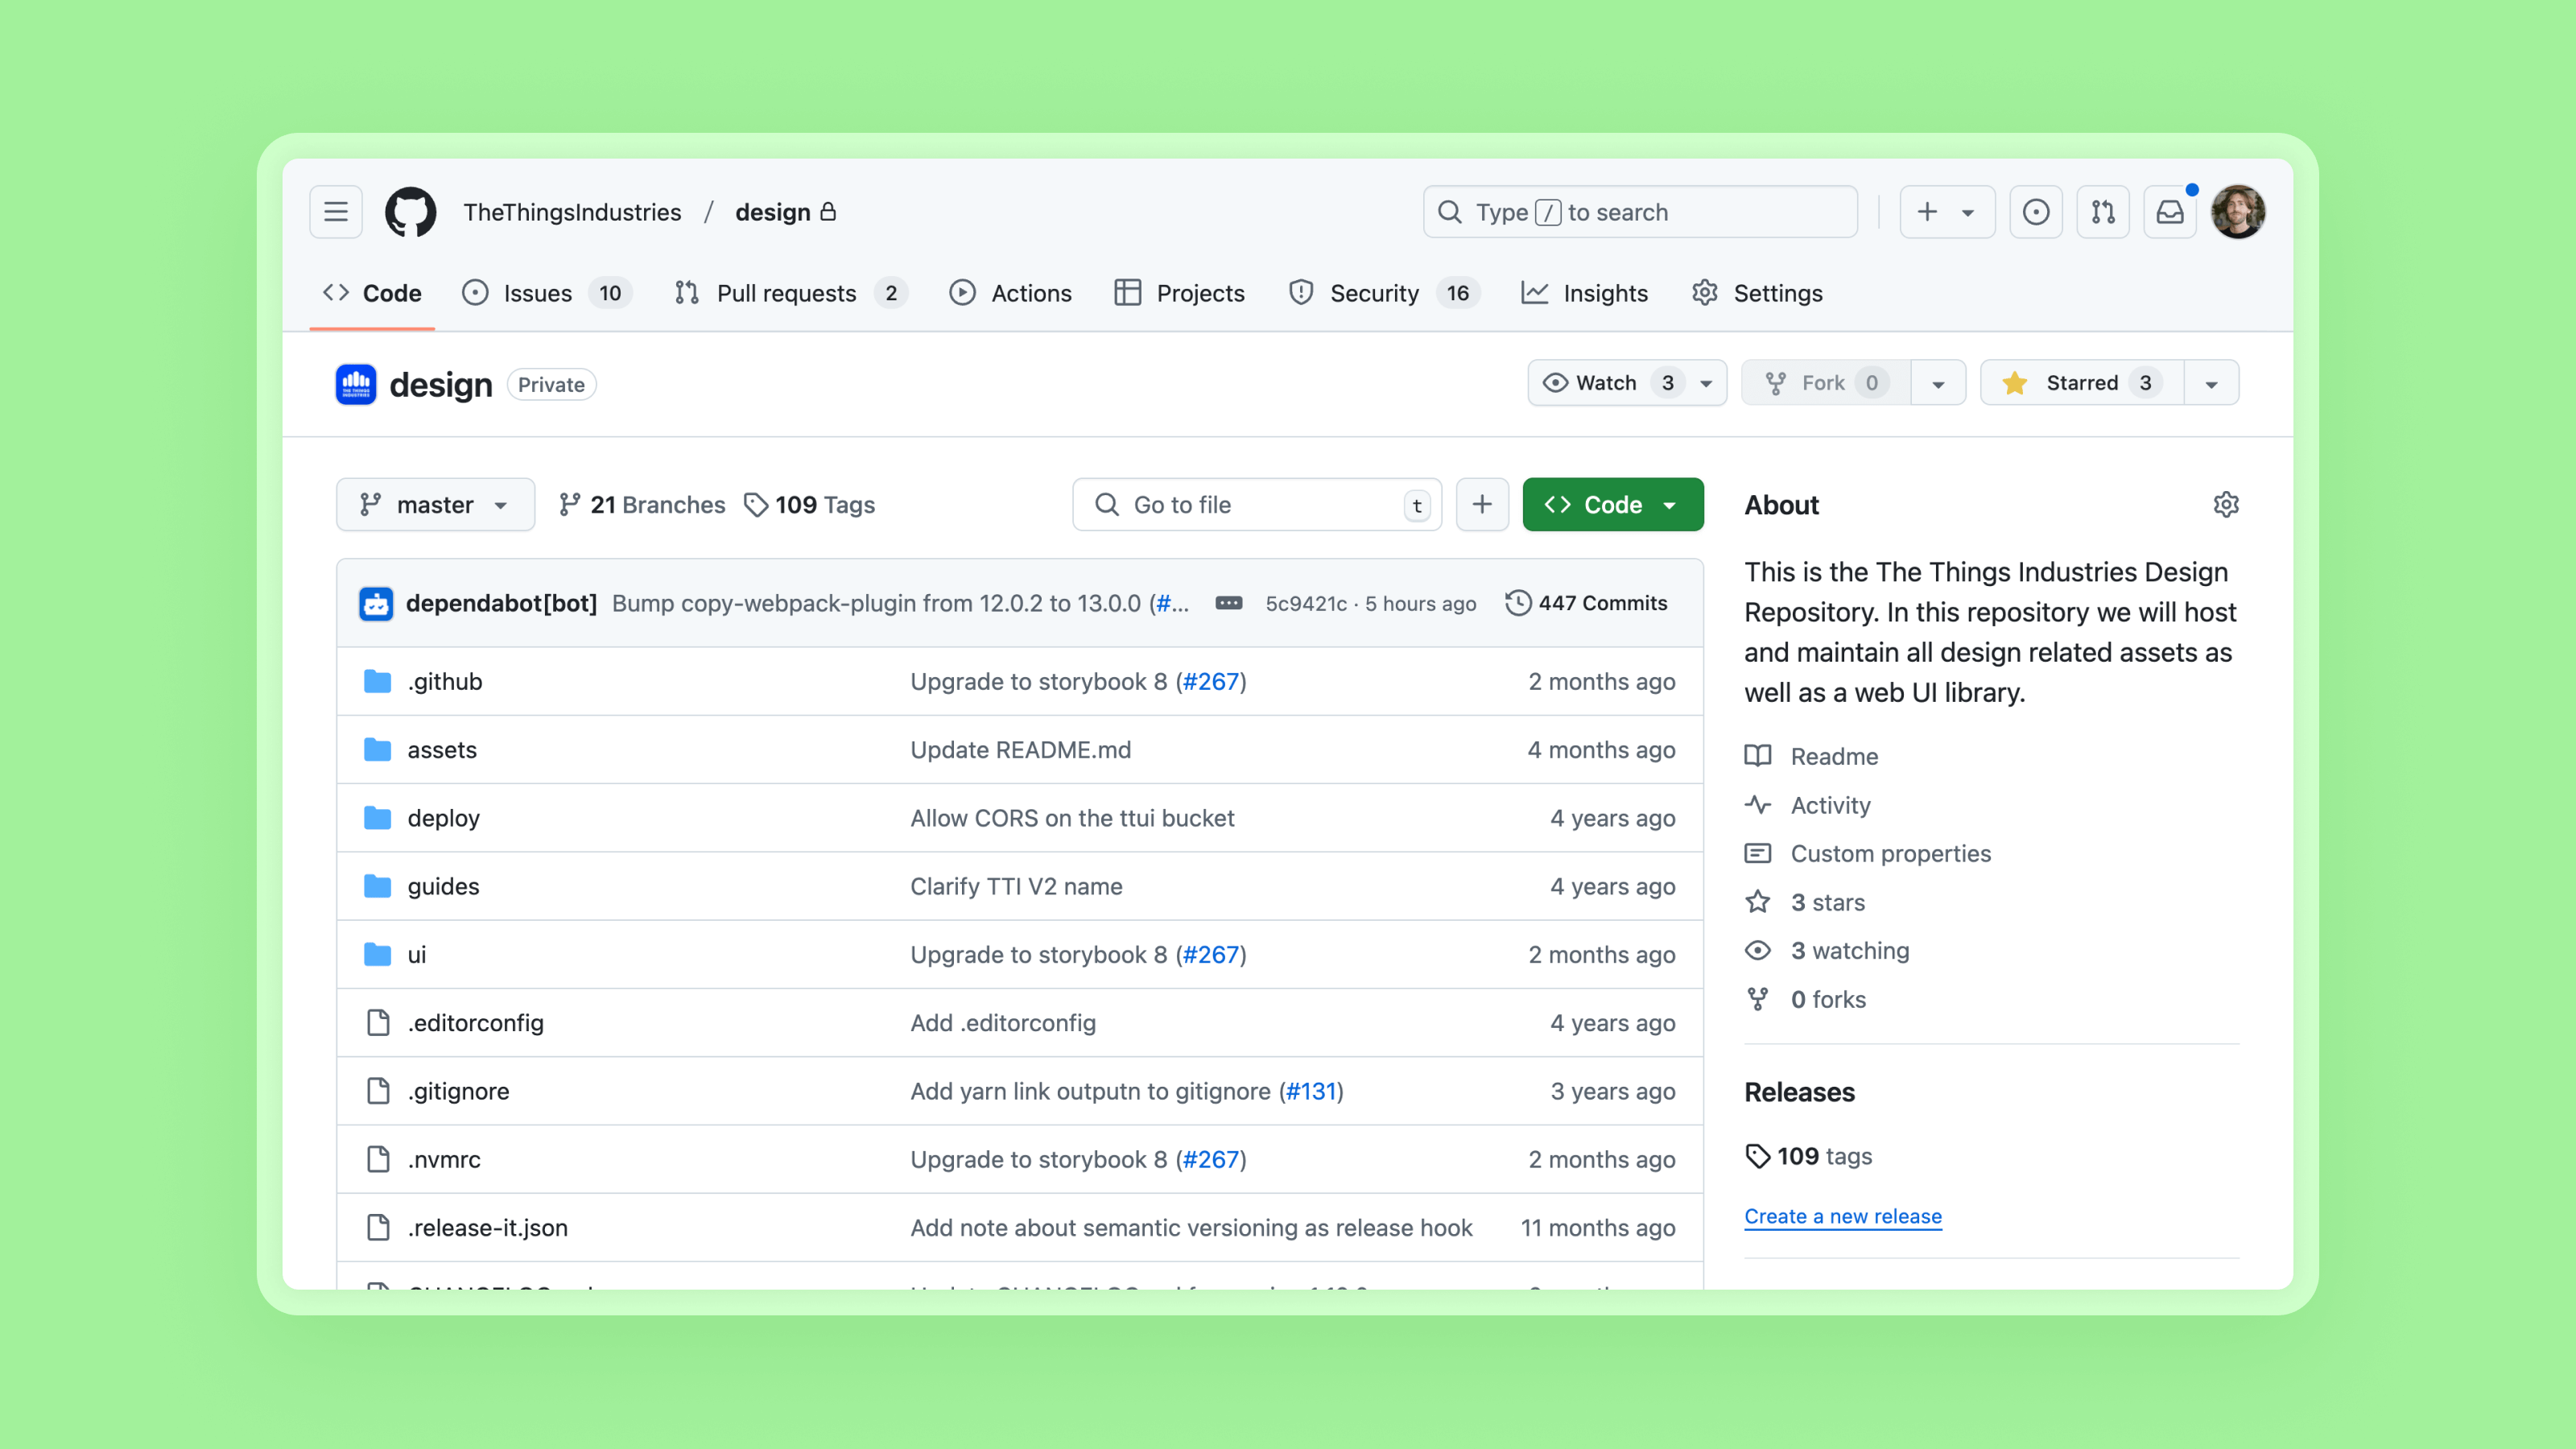 TheThingsIndustries / design
Type / to search
Code
Issues 10
Pull requests 2
Actions
Projects
Security 16
Insights
Settings
THE THINGS
INDUSTRIES
design Private
Watch 3
Fork 0
Starred 3
master
21 Branches
109 Tags
Go to file t
+
Code
dependabot[bot] Bump copy-webpack-plugin from 12.0.2 to 13.0.0 (#... 5c9421c · 5 hours ago 447 Commits
.github Upgrade to storybook 8 (#267) 2 months ago
assets Update README.md 4 months ago
deploy Allow CORS on the ttui bucket 4 years ago
guides Clarify TTI V2 name 4 years ago
ui Upgrade to storybook 8 (#267) 2 months ago
.editorconfig Add .editorconfig 4 years ago
.gitignore Add yarn link outputn to gitignore (#131) 3 years ago
.nvmrc Upgrade to storybook 8 (#267) 2 months ago
.release-it.json Add note about semantic versioning as release hook 11 months ago
About
This is the The Things Industries Design
Repository. In this repository we will host
and maintain all design related assets as
well as a web UI library.
Readme
Activity
Custom properties
3 stars
3 watching
0 forks
Releases
109 tags
Create a new release